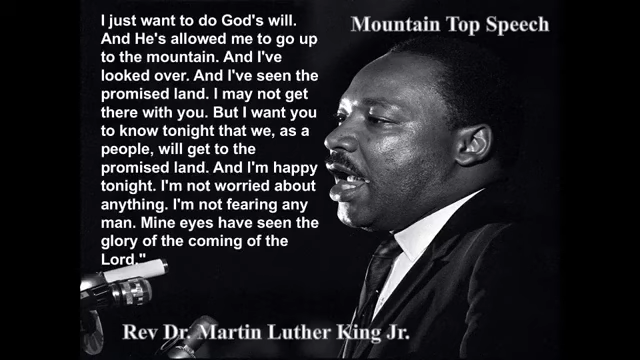 I just want to do God's will.
And He's allowed me to go up
to the mountain. And I've
looked over. And I've seen the
promised land. I may not get
there with you. But I want you
to know tonight that we, as a
people, will get to the
promised land. And I'm happy
tonight. I'm not worried about
anything. I'm not fearing any
man. Mine eyes have seen the
glory of the coming of the
Lord."
Mountain Top Speech
Rev Dr. Martin Luther King Jr.